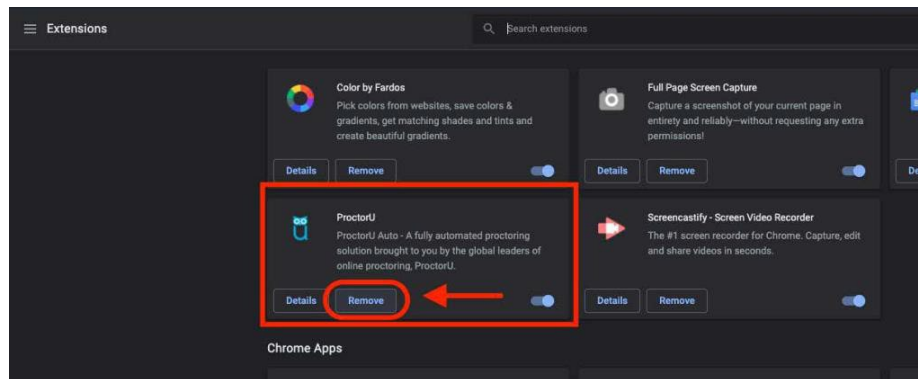 Extensions
Search extensions
Color by Fardos
Pick colors from websites, save colors &
gradients, get matching shades and tints and
create beautiful gradients.
Details Remove
Full Page Screen Capture
Capture a screenshot of your current page in
entirety and reliably—without requesting any extra
permissions!
Details Remove
ProctorU
ProctorU Auto - A fully automated proctoring
solution brought to you by the global leaders of
online proctoring, ProctorU.
Details Remove
Screencastify - Screen Video Recorder
The #1 screen recorder for Chrome. Capture, edit
and share videos in seconds.
Details Remove
Chrome Apps